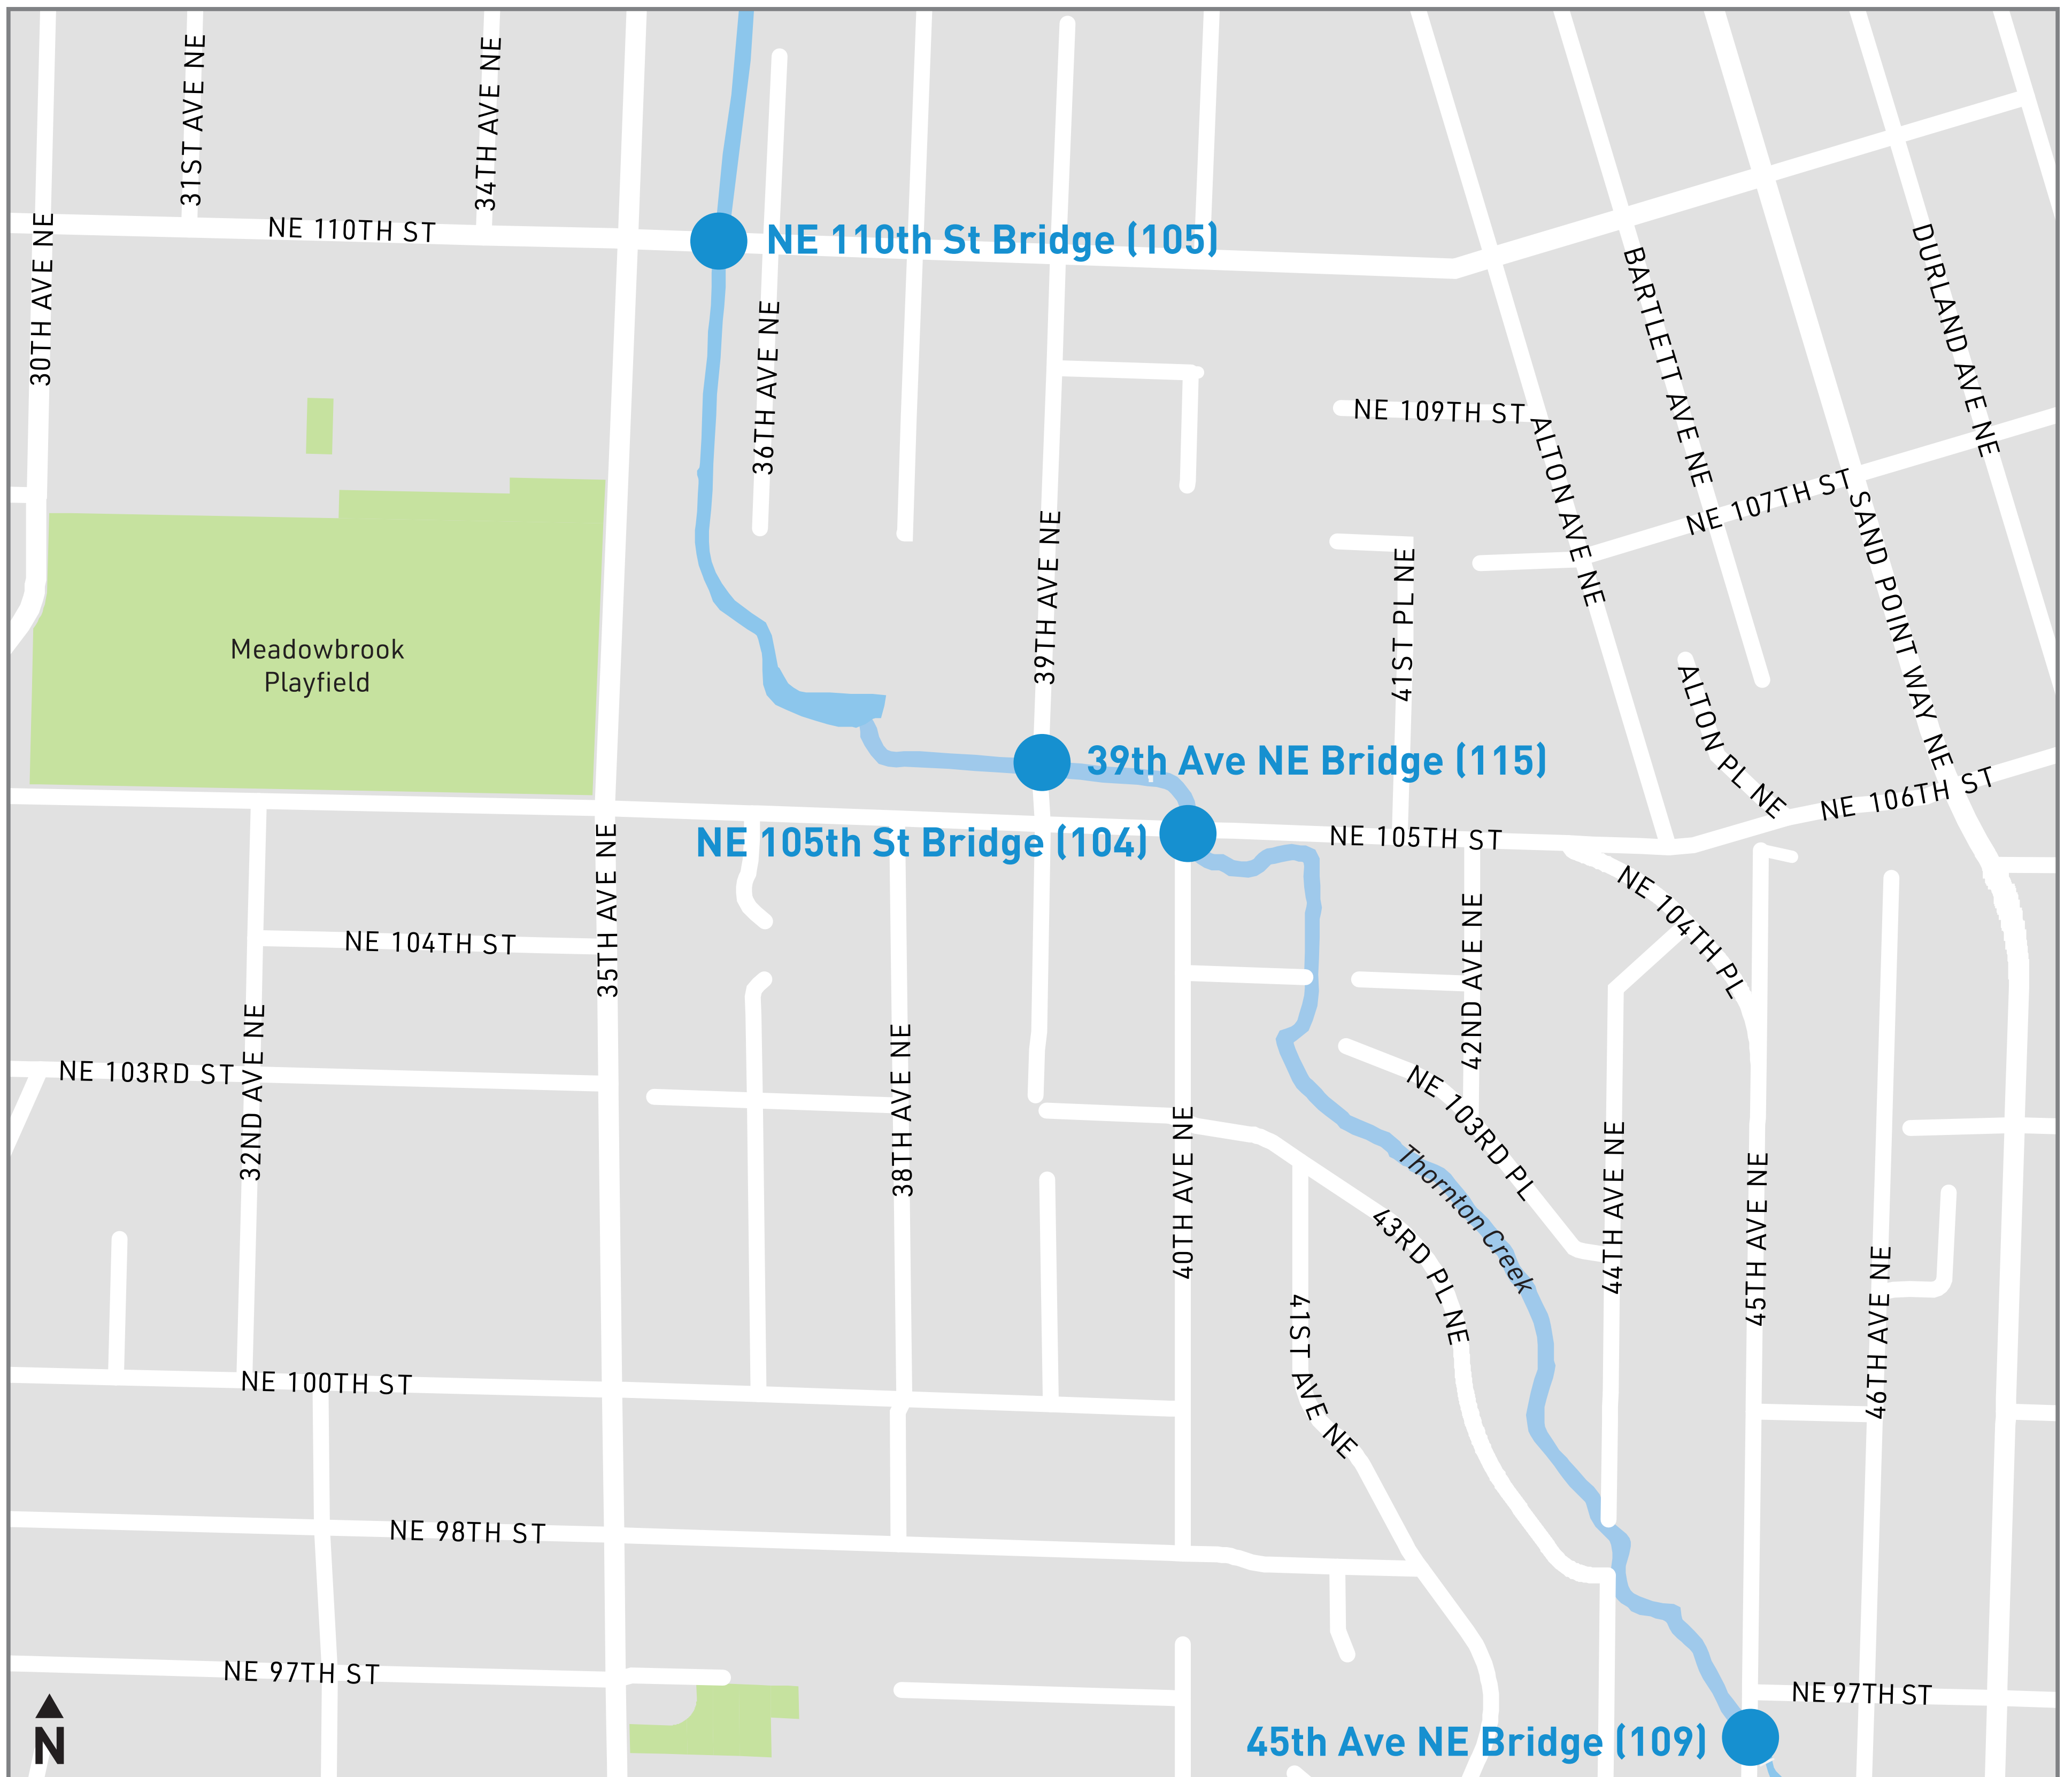 31ST AVE NE
34TH AVE NE
30TH AVE NE
NE 110TH ST
NE 110th St Bridge (105)
36TH AVE NE
BARTLETT AVE NE
DURLAND AVE NE
NE 109TH ST
ALTON AVE NE
NE 107TH ST
SAND POINT WAY NE
39TH AVE NE
41ST PL NE
Meadowbrook
Playfield
ALTON PL NE
39th Ave NE Bridge (115)
NE 106TH ST
NE 105th St Bridge (104)
NE 105TH ST
35TH AVE NE
NE 104TH ST
42ND AVE NE
NE 104TH PL
32ND AVE NE
NE 103RD ST
38TH AVE NE
40TH AVE NE
NE 103RD PL
Thornton Creek
43RD PL NE
44TH AVE NE
45TH AVE NE
46TH AVE NE
41ST AVE NE
NE 100TH ST
NE 98TH ST
NE 97TH ST
NE 97TH ST
N
45th Ave NE Bridge (109)